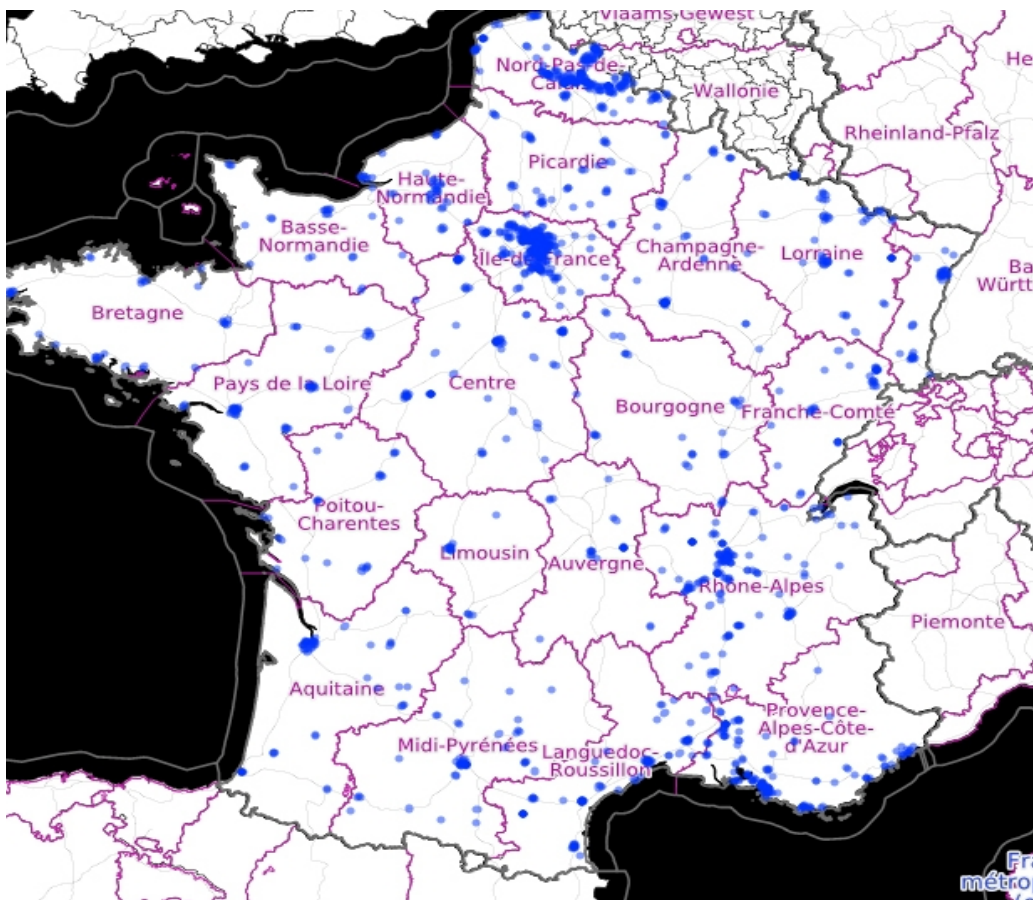 Vlaams Gewest
He
Nord-Pas-de-
Calais
Wallonie
Rheinland-Pfalz
Picardie
Haute-
Normandie
Basse-
Normandie
Île-de-France
Champagne-
Ardenne
Lorraine
Ba
Württ
Bretagne
Pays de la Loire
Centre
Bourgogne
Franche-Comté
Poitou-
Charentes
Limousin
Auvergne
Rhône-Alpes
Piemonte
Aquitaine
Provence-
Alpes-Côte-
d'Azur
Midi-Pyrénées
Languedoc-
Roussillon
Fra
métrop